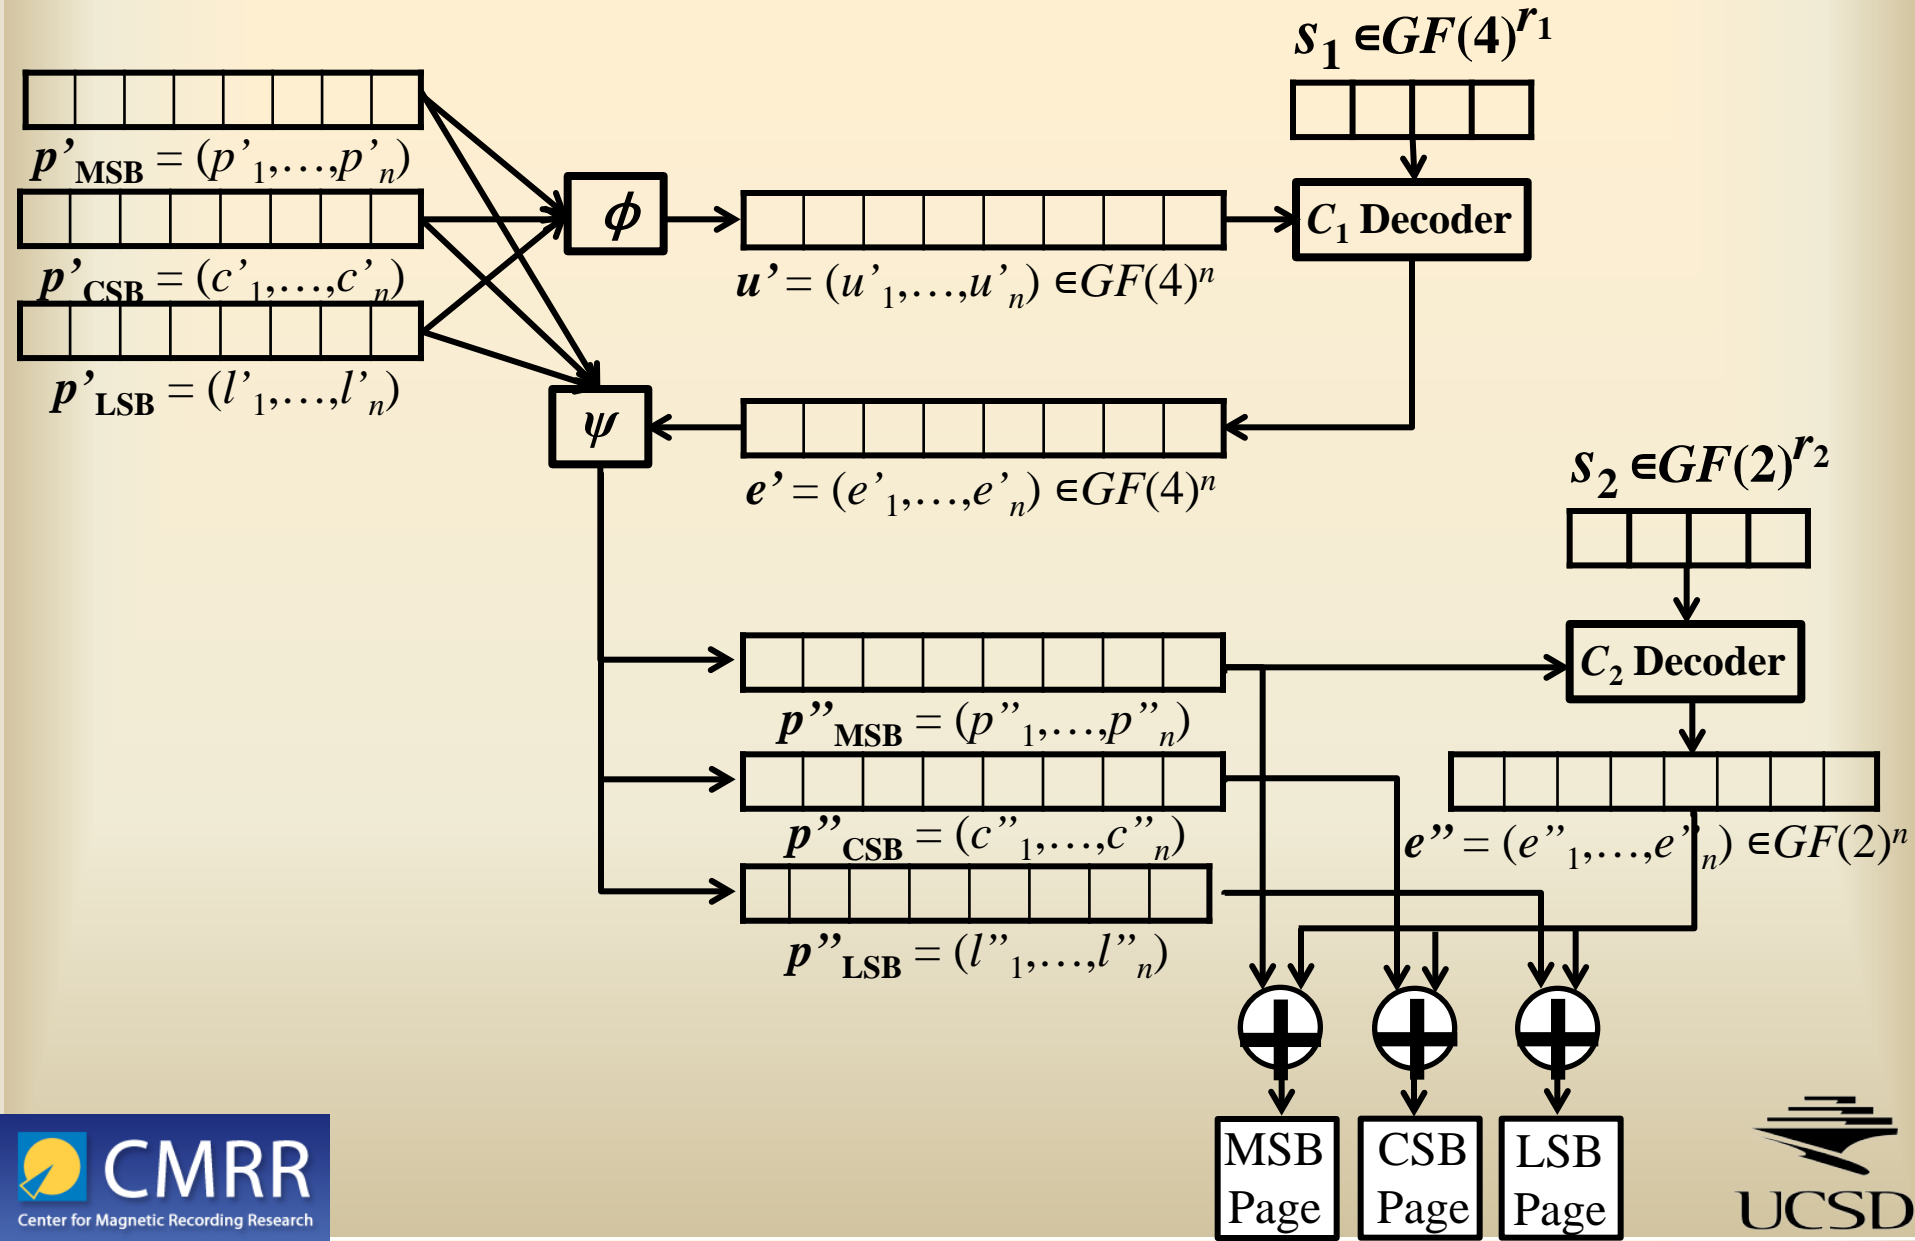 s₁ ∈GF(4)^r₁
p’MSB = (p’₁,…,p’ₙ)
ϕ
C₁ Decoder
p’CSB = (c’₁,…,c’ₙ)
u’ = (u’₁,…,u’ₙ) ∈GF(4)ⁿ
p’LSB = (l’₁,…,l’ₙ)
ψ
e’ = (e’₁,…,e’ₙ) ∈GF(4)ⁿ
s₂ ∈GF(2)^r₂
C₂ Decoder
p’’MSB = (p’’₁,…,p’’ₙ)
p’’CSB = (c’’₁,…,c’’ₙ)
e’’ = (e’’₁,…,e’’ₙ) ∈GF(2)ⁿ
p’’LSB = (l’’₁,…,l’’ₙ)
MSB
Page
CSB
Page
LSB
Page
CMRR
Center for Magnetic Recording Research
UCSD